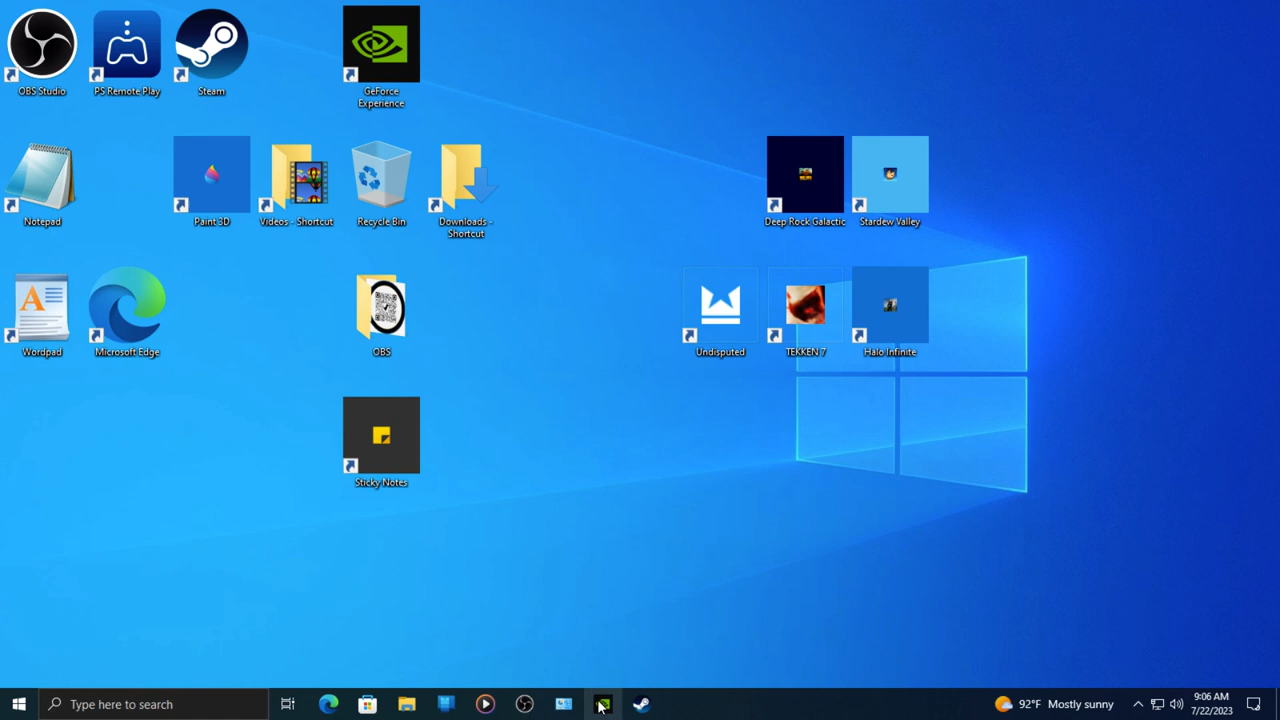 OBS Studio
PS Remote Play
Steam
GeForce
Experience
Notepad
Paint 3D
Videos - Shortcut
Recycle Bin
Downloads -
Shortcut
Deep Rock Galactic
Stardew Valley
Wordpad
Microsoft Edge
OBS
Undisputed
TEKKEN 7
Halo Infinite
Sticky Notes
Type here to search
92°F Mostly sunny
9:06 AM
7/22/2023